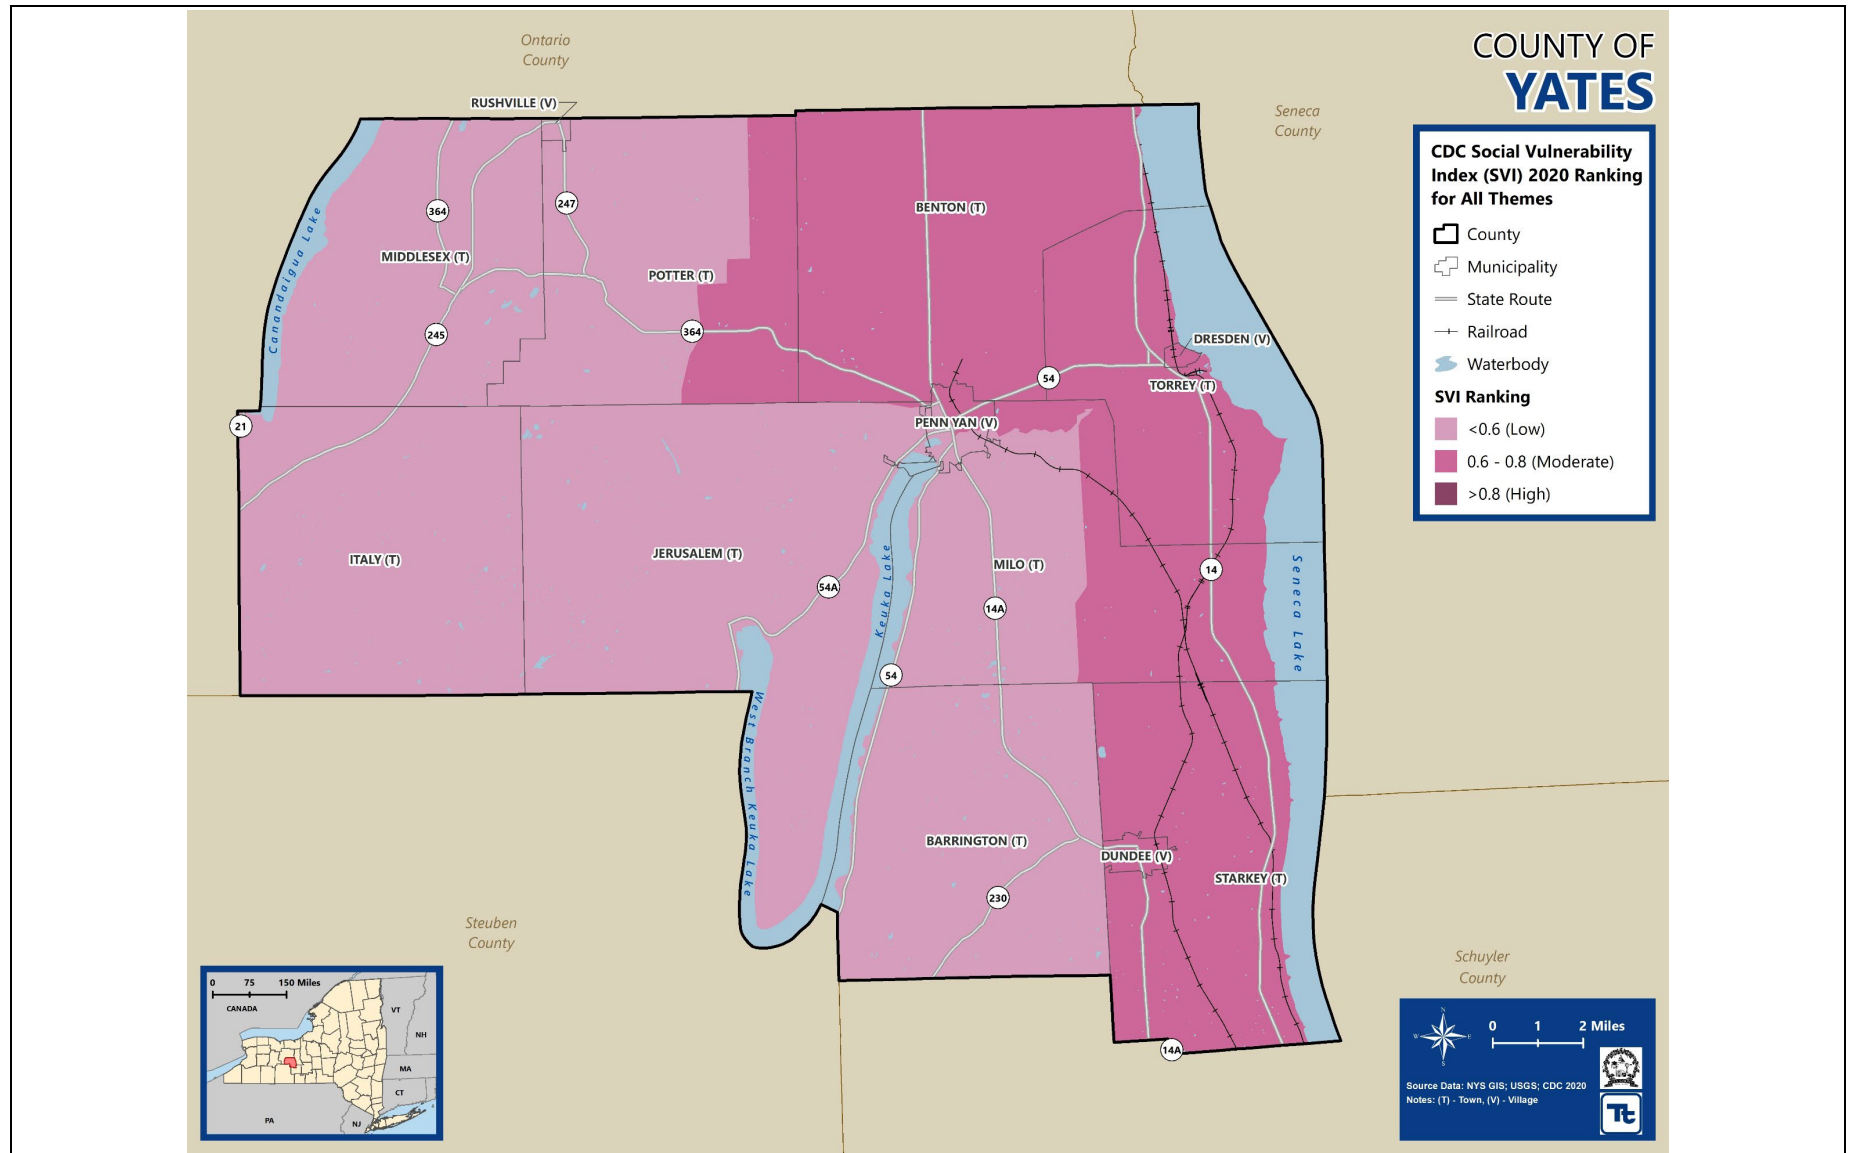 Ontario
County
COUNTY OF
YATES
RUSHVILLE (V)
Seneca
County
CDC Social Vulnerability
Index (SVI) 2020 Ranking
for All Themes
County
Municipality
State Route
Railroad
Waterbody
SVI Ranking
<0.6 (Low)
0.6 - 0.8 (Moderate)
>0.8 (High)
364
247
BENTON (T)
Canandaigua Lake
MIDDLESEX (T)
POTTER (T)
245
364
DRESDEN (V)
54
TORREY (T)
21
PENN YAN (V)
ITALY (T)
JERUSALEM (T)
54A
Keuka Lake
MILO (T)
14A
14
Seneca Lake
54
West Branch Keuka Lake
BARRINGTON (T)
DUNDEE (V)
STARKEY (T)
230
Steuben
County
Schuyler
County
14A
0 75 150 Miles
CANADA
VT
NH
MA
CT
PA
NJ
N
W E
S
0 1 2 Miles
Source Data: NYS GIS; USGS; CDC 2020
Notes: (T) - Town, (V) - Village
Tt